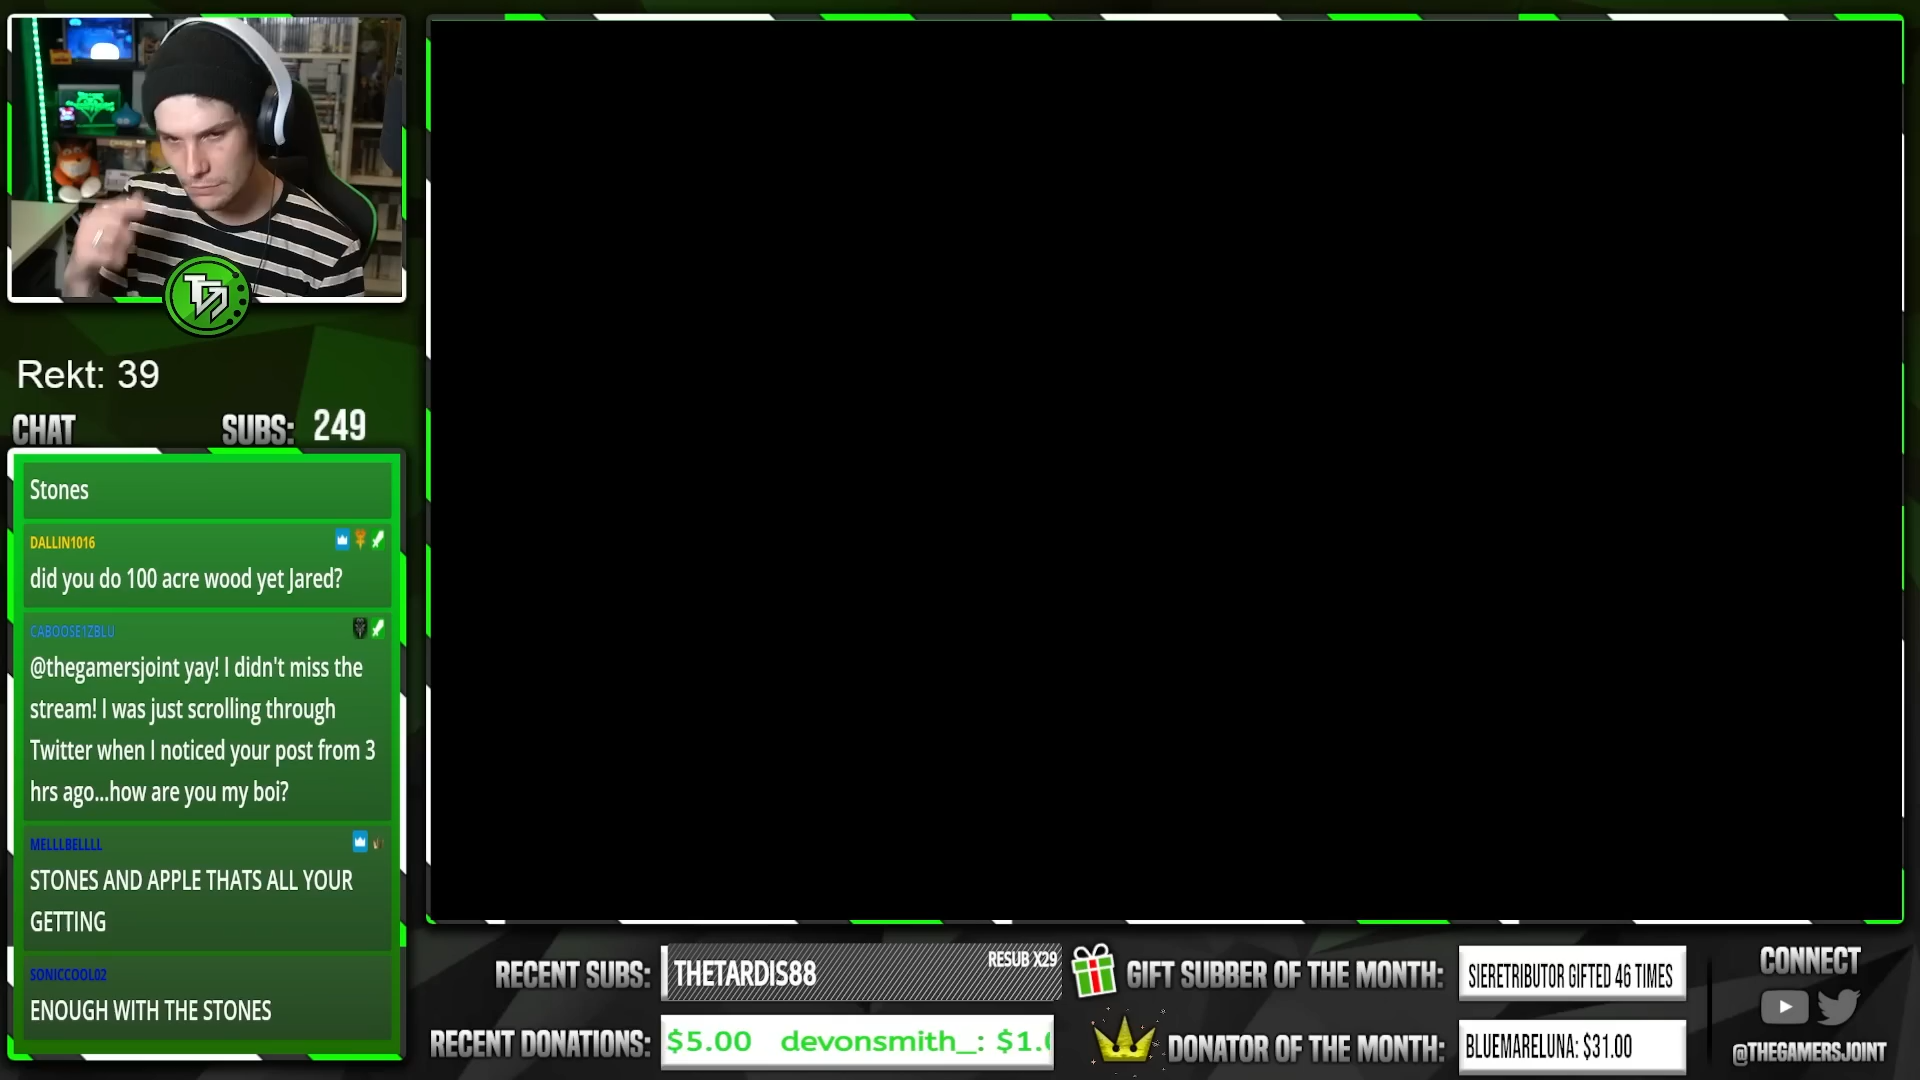 TGJ
Rekt: 39
CHAT
SUBS: 249
Stones
DALLIN1016
did you do 100 acre wood yet Jared?
CABOOSE1ZBLU
@thegamersjoint yay! I didn't miss the
stream! I was just scrolling through
Twitter when I noticed your post from 3
hrs ago...how are you my boi?
MELLLBELLLL
STONES AND APPLE THATS ALL YOUR
GETTING
SONICCOOL02
ENOUGH WITH THE STONES
RECENT SUBS:
THETARDIS88
RESUB X29
RECENT DONATIONS:
$5.00 devonsmith_: $1.
GIFT SUBBER OF THE MONTH:
SIERETRIBUTOR GIFTED 46 TIMES
DONATOR OF THE MONTH:
BLUEMARELUNA: $31.00
CONNECT
@THEGAMERSJOINT